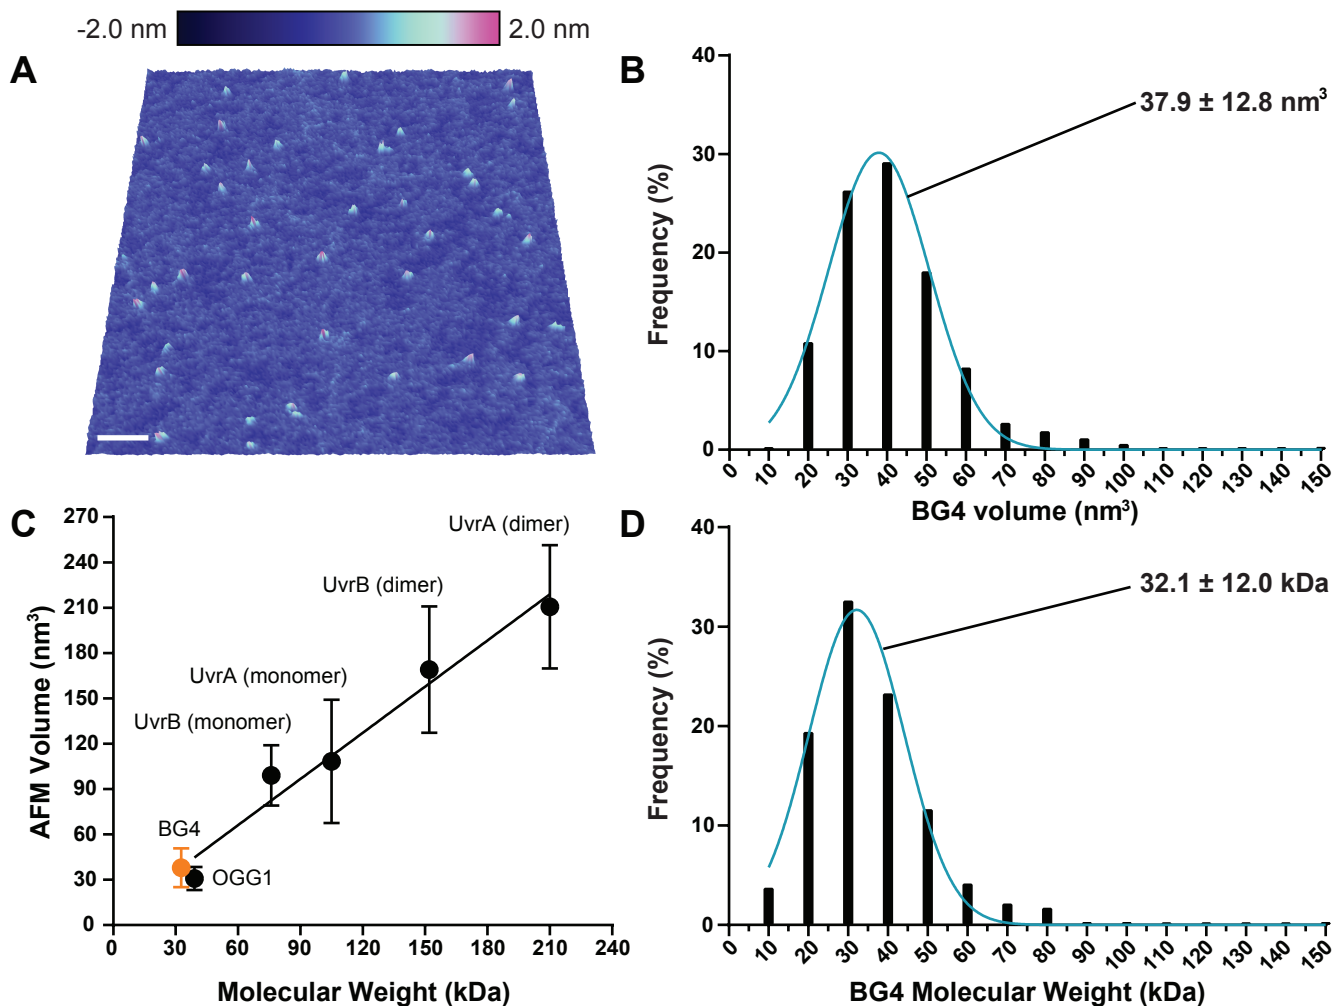 -2.0 nm
2.0 nm
A
B
40
30
20
10
0
Frequency (%)
37.9 ± 12.8 nm³
0 10 20 30 40 50 60 70 80 90 100 110 120 130 140 150
BG4 volume (nm³)
C
270
240
210
180
150
120
90
60
30
0
AFM Volume (nm³)
UvrA (dimer)
UvrB (dimer)
UvrA (monomer)
UvrB (monomer)
BG4
OGG1
0 30 60 90 120 150 180 210 240
Molecular Weight (kDa)
D
40
30
20
10
0
Frequency (%)
32.1 ± 12.0 kDa
0 10 20 30 40 50 60 70 80 90 100 110 120 130 140 150
BG4 Molecular Weight (kDa)